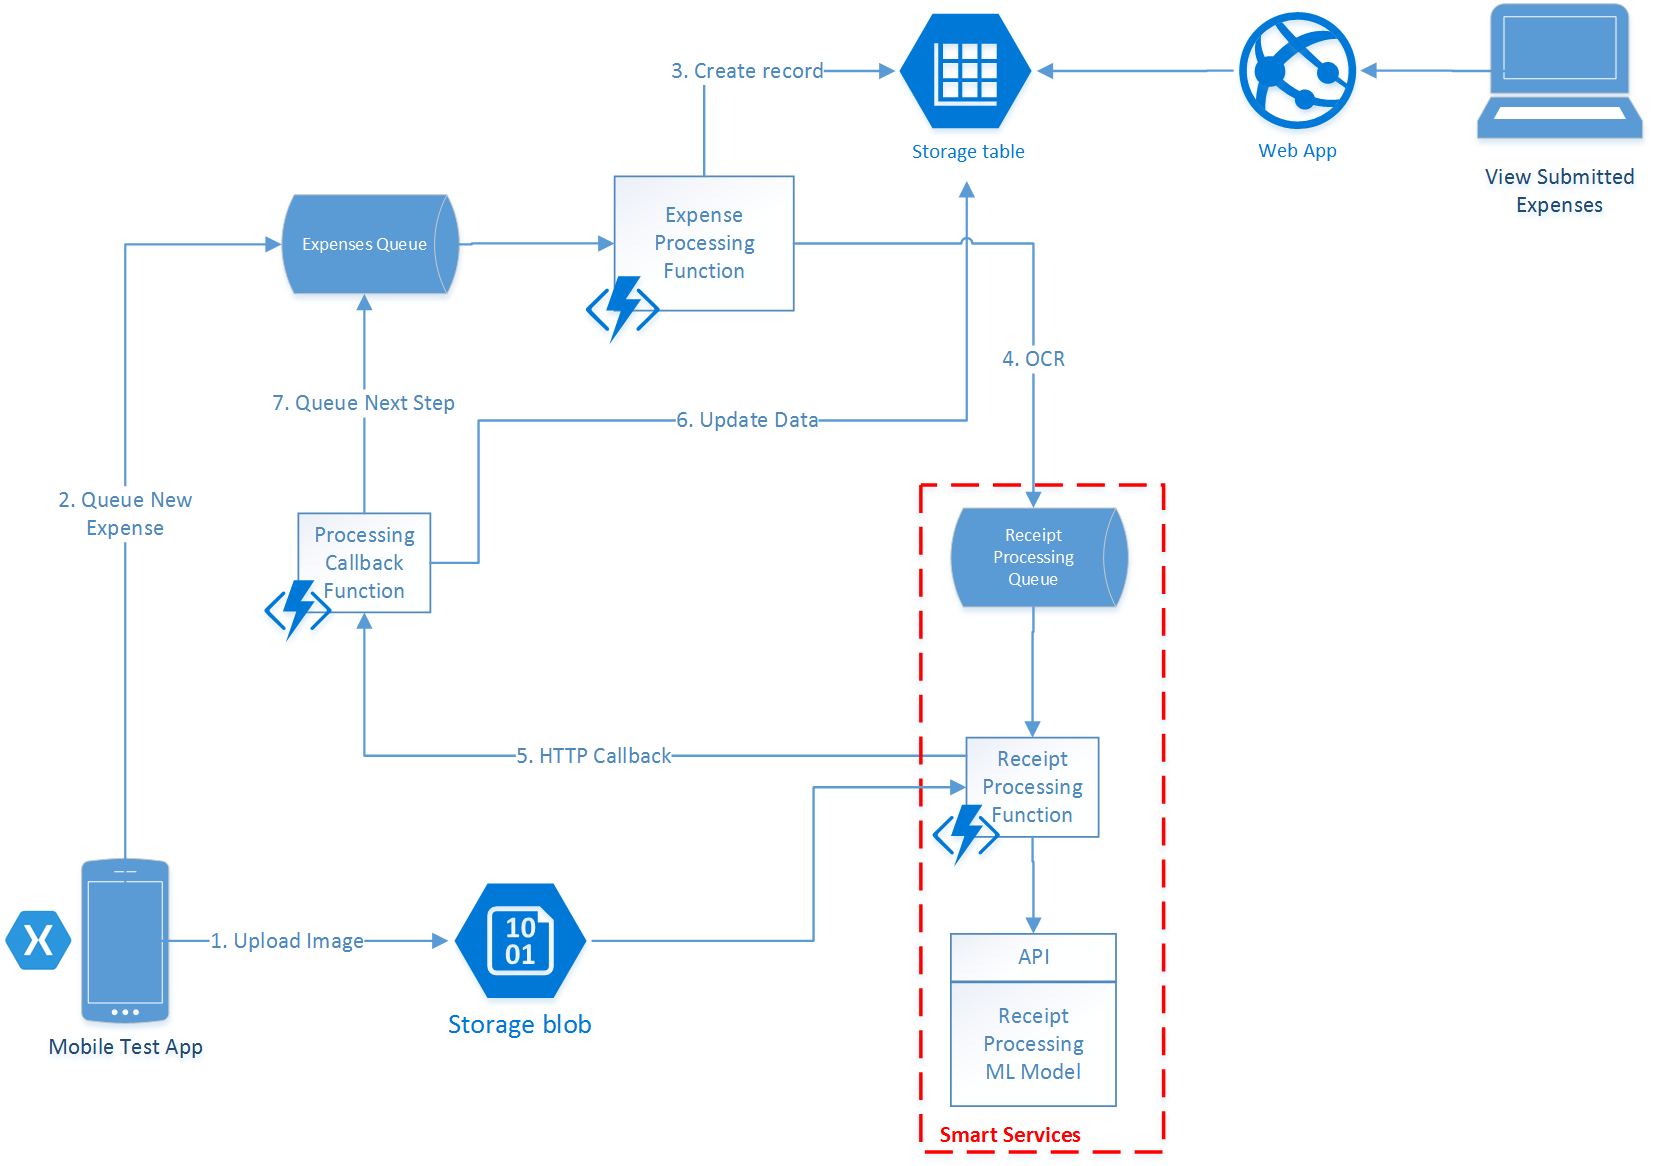 3. Create record
Storage table
Web App
View Submitted
Expenses
Expenses Queue
Expense
Processing
Function
4. OCR
7. Queue Next Step
6. Update Data
2. Queue New
Expense
Processing
Callback
Function
Receipt
Processing
Queue
5. HTTP Callback
Receipt
Processing
Function
X
1. Upload Image
10
01
Storage blob
Mobile Test App
API
Receipt
Processing
ML Model
Smart Services